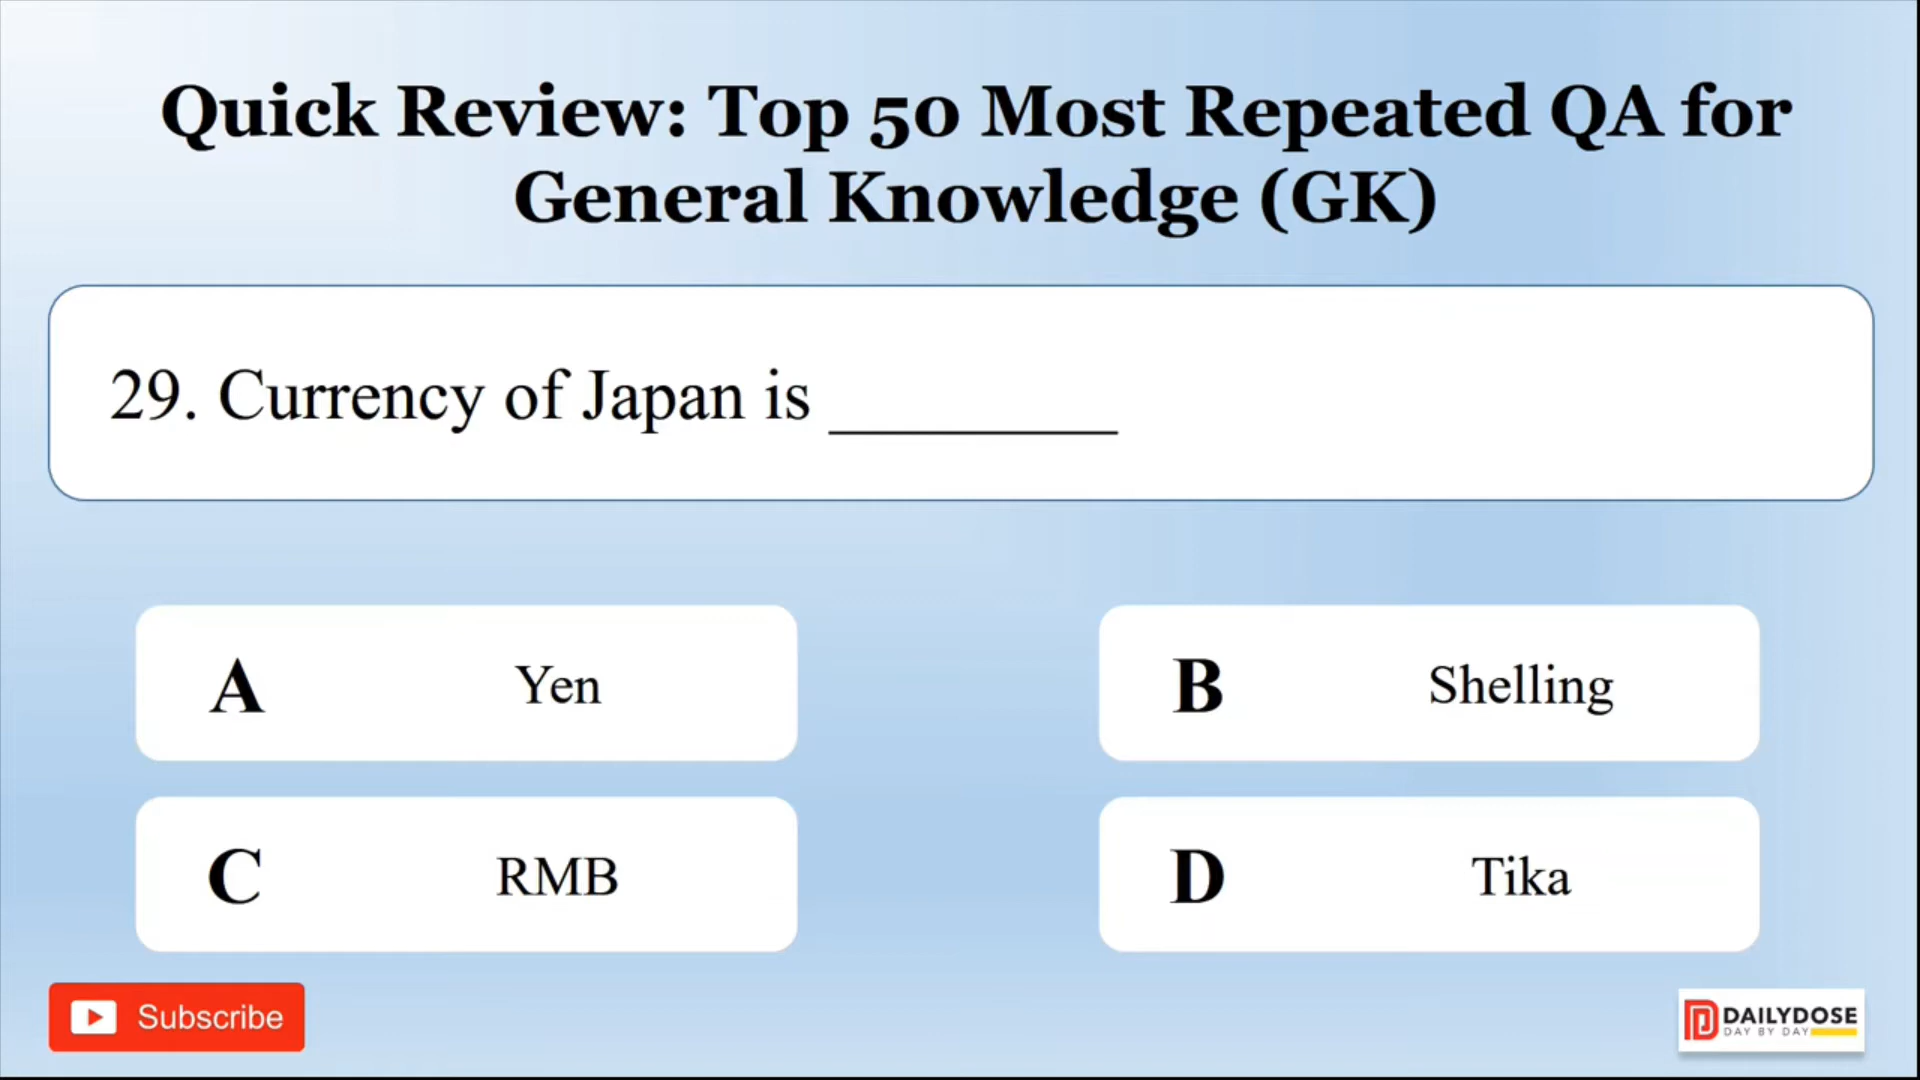 Quick Review: Top 50 Most Repeated QA for
General Knowledge (GK)
29. Currency of Japan is _________
A Yen
B Shelling
C RMB
D Tika
Subscribe
DAILYDOSE
DAY BY DAY